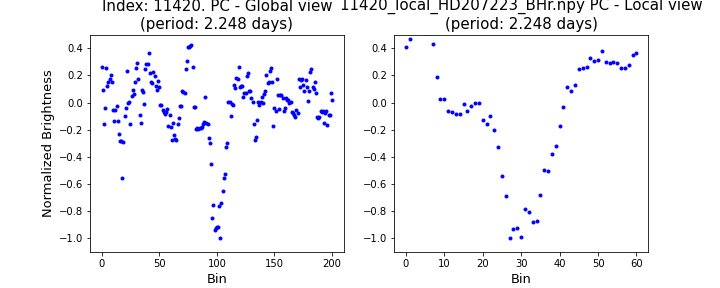 Index: 11420. PC - Global view
(period: 2.248 days)
11420_local_HD207223_BHr.npy PC - Local view
(period: 2.248 days)
Normalized Brightness
0.4
0.2
0.0
−0.2
−0.4
−0.6
−0.8
−1.0
0 50 100 150 200
Bin
0.4
0.2
0.0
−0.2
−0.4
−0.6
−0.8
−1.0
0 10 20 30 40 50 60
Bin